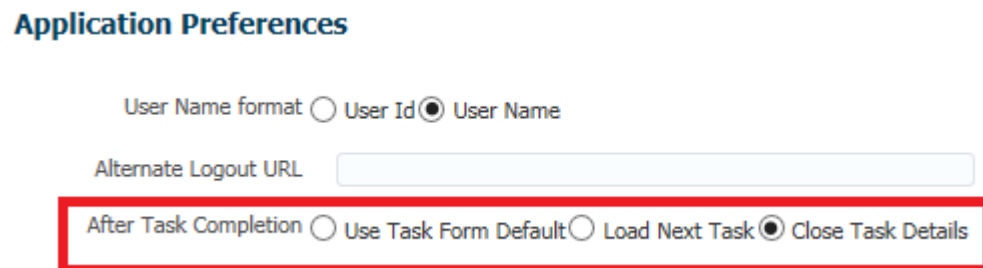 Application Preferences
User Name format User Id User Name
Alternate Logout URL
After Task Completion Use Task Form Default Load Next Task Close Task Details